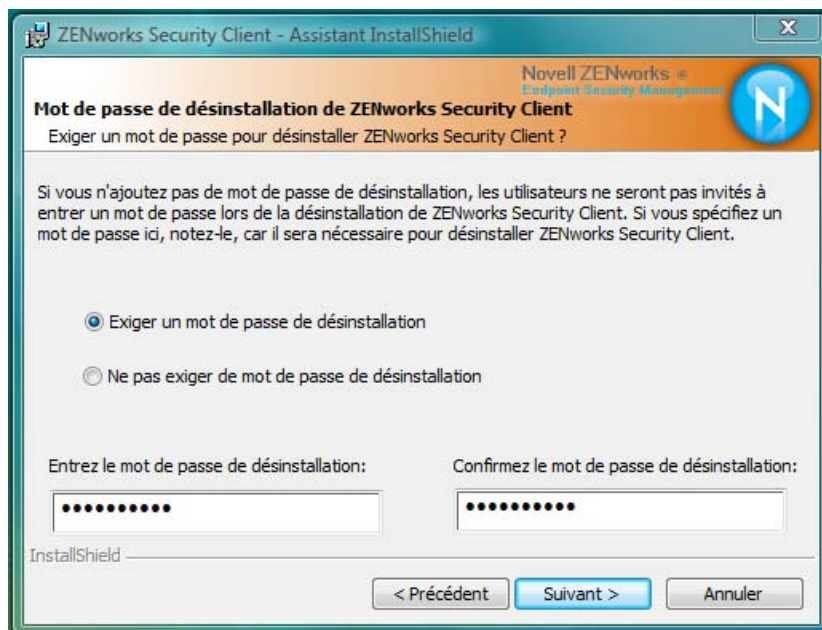 ZENworks Security Client - Assistant InstallShield
Novell ZENworks ®
Endpoint Security Management
Mot de passe de désinstallation de ZENworks Security Client
Exiger un mot de passe pour désinstaller ZENworks Security Client ?
N
Si vous n'ajoutez pas de mot de passe de désinstallation, les utilisateurs ne seront pas invités à
entrer un mot de passe lors de la désinstallation de ZENworks Security Client. Si vous spécifiez un
mot de passe ici, notez-le, car il sera nécessaire pour désinstaller ZENworks Security Client.
Exiger un mot de passe de désinstallation
Ne pas exiger de mot de passe de désinstallation
Entrez le mot de passe de désinstallation:
Confirmez le mot de passe de désinstallation:
••••••••••
••••••••••
InstallShield
< Précédent
Suivant >
Annuler